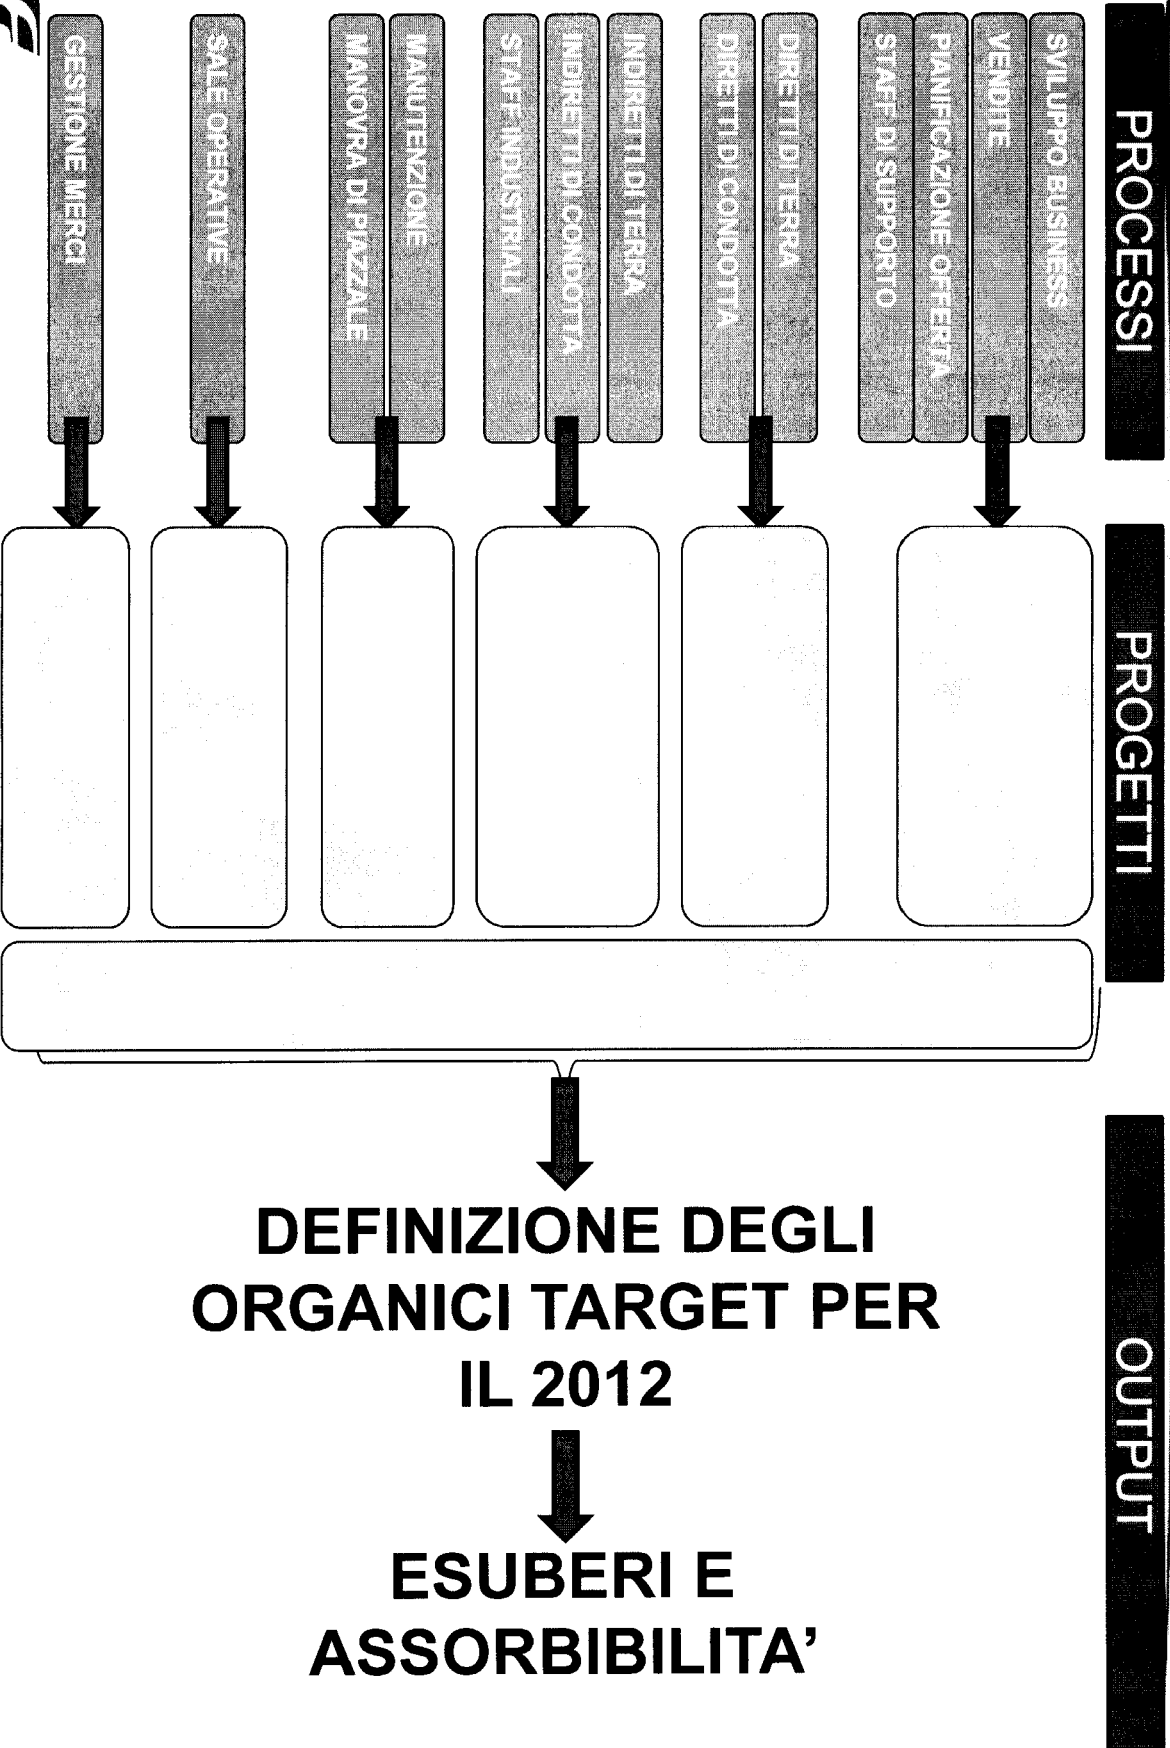 PROCESSI
PROGETTI
OUTPUT
SVILUPPO BUSINESS
VENDITE
PIANIFICAZIONE OFFERTA
STAFF DI SUPPORTO
DIRETTI DI TERRA
DIRETTI DI CONDOTTA
INDIRETTI DI TERRA
INDIRETTI DI CONDOTTA
STAFF INDUSTRIALI
MANUTENZIONE
MANOVRA DI PIAZZALE
SALE OPERATIVE
GESTIONE MERCI
DEFINIZIONE DEGLI
ORGANICI TARGET PER
IL 2012
ESUBERI E
ASSORBIBILITA’